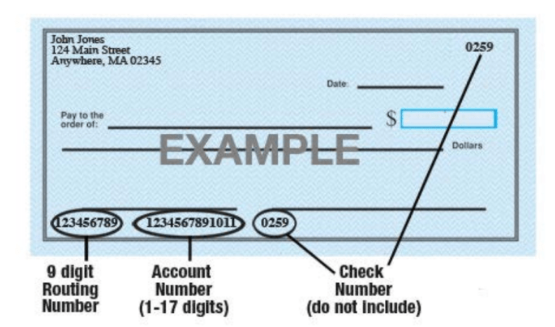 John Jones
124 Main Street
Anywhere, MA 02345
0259
Date:
Pay to the
order of:
$
EXAMPLE
Dollars
123456789 1234567891011 0259
9 digit
Routing
Number
Account
Number
(1-17 digits)
Check
Number
(do not include)